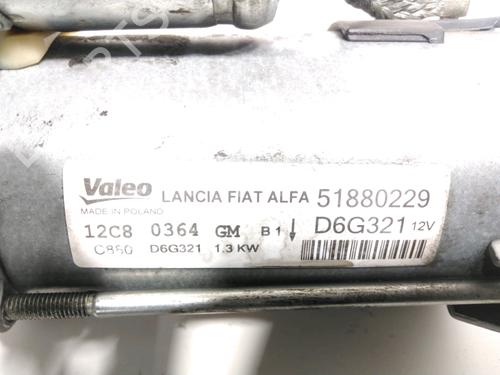 Valeo LANCIA FIAT ALFA 51880229
MADE IN POLAND
12C8 0364 GM B1↓ D6G321 12V
C860 D6G321 1.3 KW